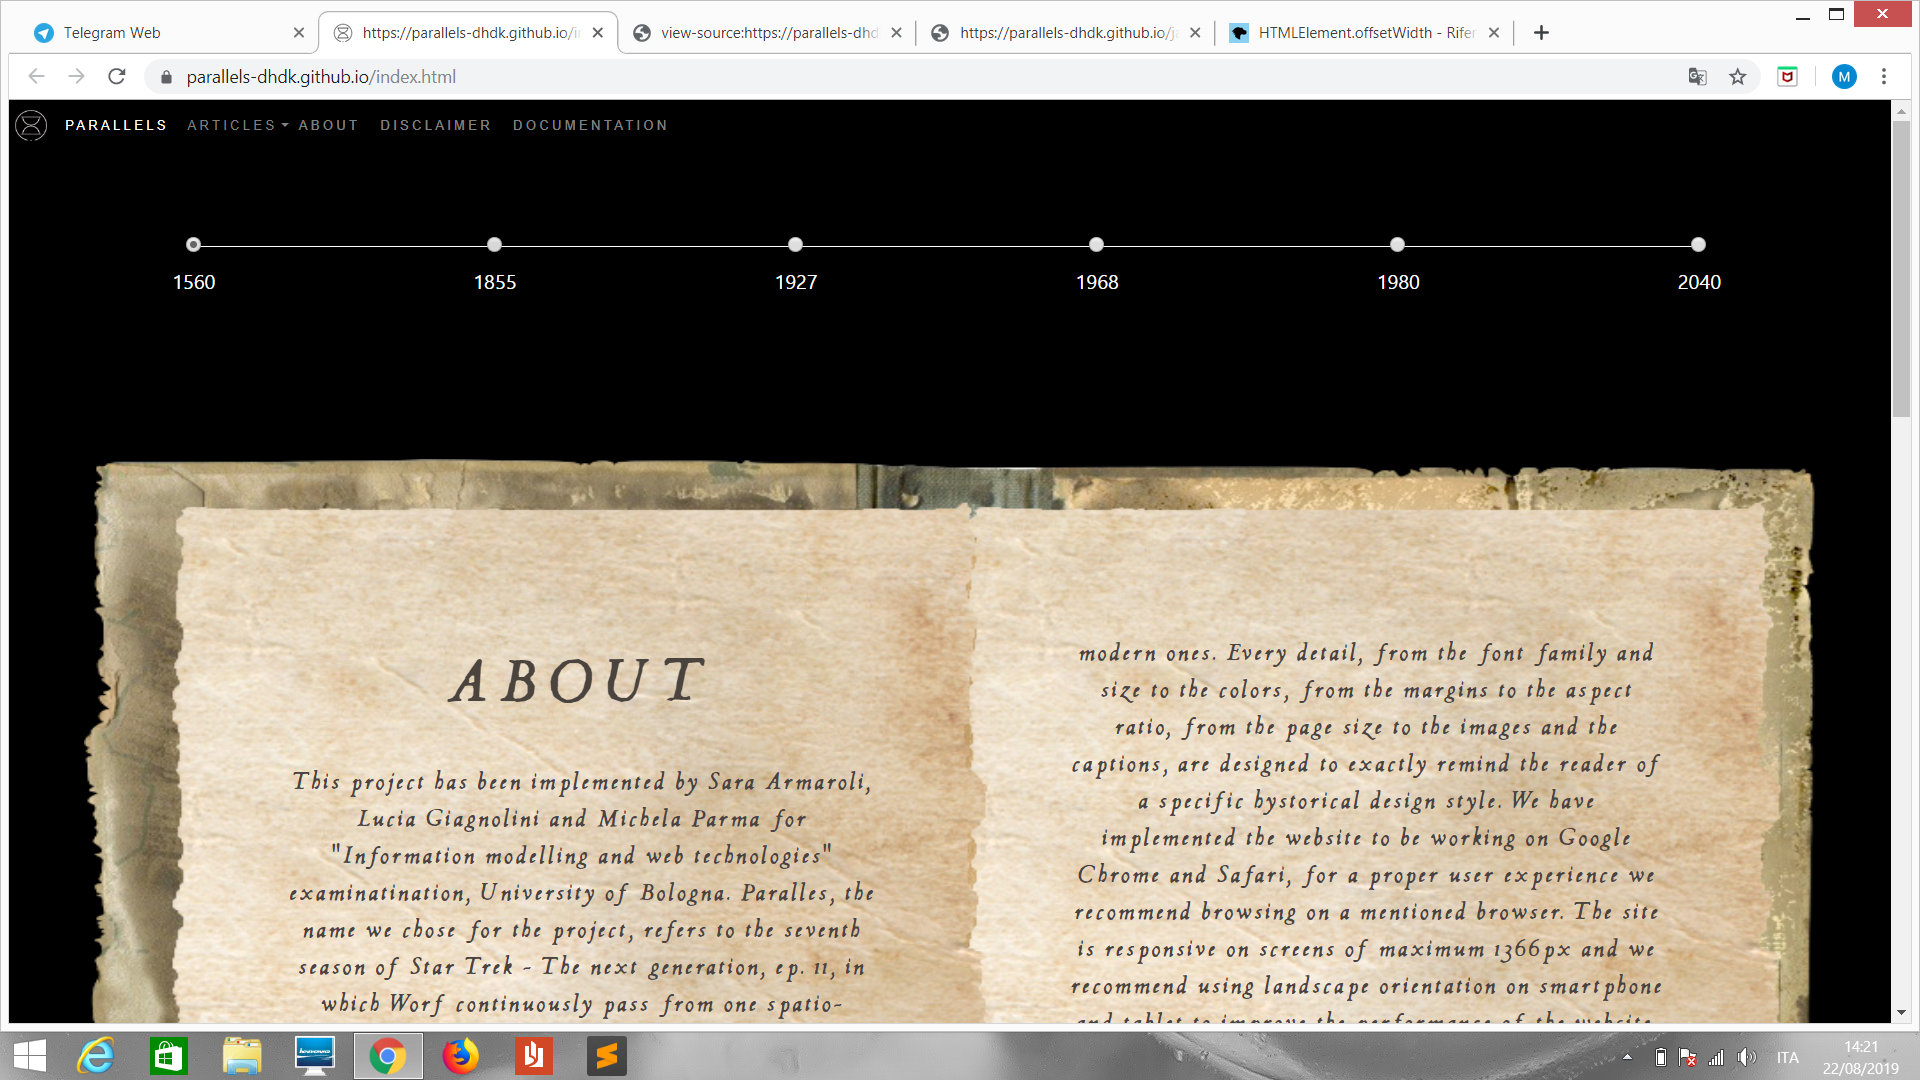 Telegram Web
https://parallels-dhdk.github.io/i
view-source:https://parallels-dhd
https://parallels-dhdk.github.io/j
HTMLElement.offsetWidth - Rifer
parallels-dhdk.github.io/index.html
M
PARALLELS ARTICLES ABOUT DISCLAIMER DOCUMENTATION
1560 1855 1927 1968 1980 2040
ABOUT
This project has been implemented by Sara Armaroli,
Lucia Giagnolini and Michela Parma for
"Information modelling and web technologies"
examinatination, University of Bologna. Paralles, the
name we chose for the project, refers to the seventh
season of Star Trek - The next generation, ep. 11, in
which Worf continuously pass from one spatio-
modern ones. Every detail, from the font family and
size to the colors, from the margins to the aspect
ratio, from the page size to the images and the
captions, are designed to exactly remind the reader of
a specific hystorical design style. We have
implemented the website to be working on Google
Chrome and Safari, for a proper user experience we
recommend browsing on a mentioned browser. The site
is responsive on screens of maximum 1366px and we
recommend using landscape orientation on smartphone
and tablet to improve the performance of the website
ITA
14:21
22/08/2019